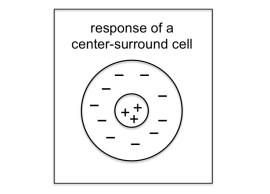 response of a
center-surround cell